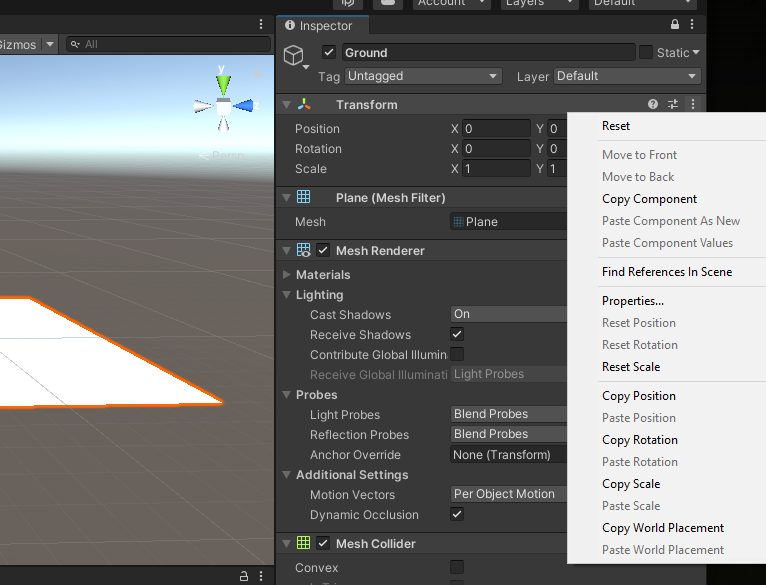 Account Layers Default
Gizmos All
Inspector
Ground Static
Tag Untagged Layer Default
y
z
Persp
Transform
Position X 0 Y 0
Rotation X 0 Y 0
Scale X 1 Y 1
Plane (Mesh Filter)
Mesh Plane
Mesh Renderer
Materials
Lighting
Cast Shadows On
Receive Shadows
Contribute Global Illumin
Receive Global Illuminati Light Probes
Probes
Light Probes Blend Probes
Reflection Probes Blend Probes
Anchor Override None (Transform)
Additional Settings
Motion Vectors Per Object Motion
Dynamic Occlusion
Mesh Collider
Convex
Reset
Move to Front
Move to Back
Copy Component
Paste Component As New
Paste Component Values
Find References In Scene
Properties...
Reset Position
Reset Rotation
Reset Scale
Copy Position
Paste Position
Copy Rotation
Paste Rotation
Copy Scale
Paste Scale
Copy World Placement
Paste World Placement